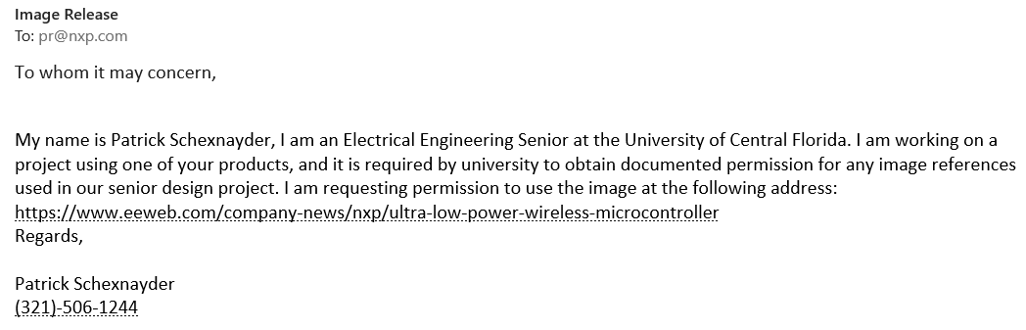 Image Release
To: pr@nxp.com
To whom it may concern,
My name is Patrick Schexnayder, I am an Electrical Engineering Senior at the University of Central Florida. I am working on a
project using one of your products, and it is required by university to obtain documented permission for any image references
used in our senior design project. I am requesting permission to use the image at the following address:
https://www.eeweb.com/company-news/nxp/ultra-low-power-wireless-microcontroller
Regards,
Patrick Schexnayder
(321)-506-1244